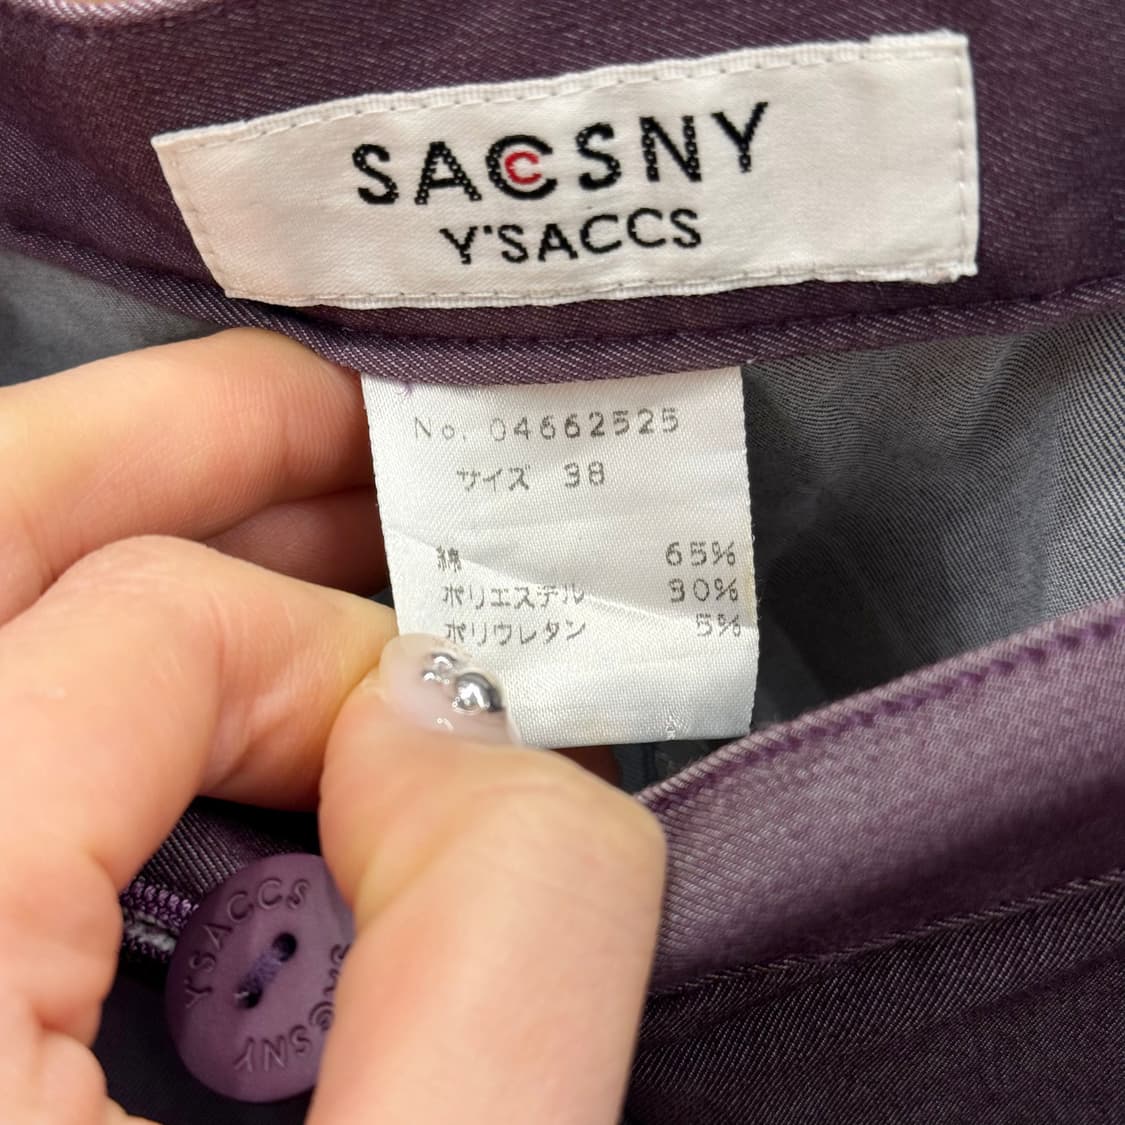 SACCSNY
Y'SACCS
No. 04662525
サイズ 38
綿 65%
ポリエステル 30%
ポリウレタン 5%
Y'SACCS
SACCSNY